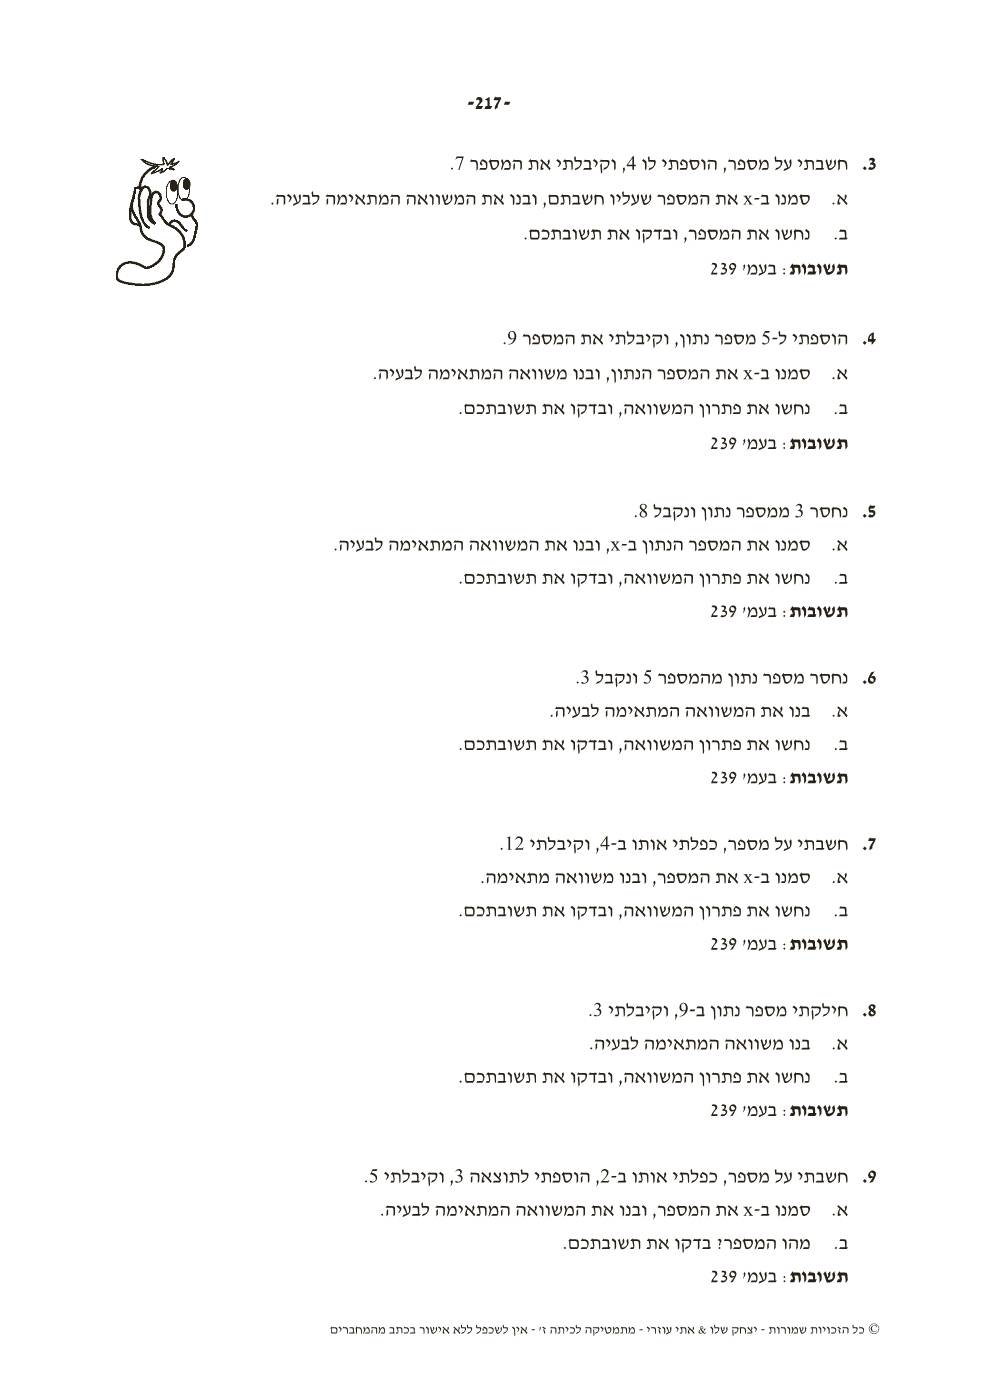 -217-
3. חשבתי על מספר, הוספתי לו 4, וקיבלתי את המספר 7.
א. סמנו ב-x את המספר שעליו חשבתם, ובנו את המשוואה המתאימה לבעיה.
ב. נחשו את המספר, ובדקו את תשובתכם.
תשובות: בעמ׳ 239
4. הוספתי ל-5 מספר נתון, וקיבלתי את המספר 9.
א. סמנו ב-x את המספר הנתון, ובנו משוואה המתאימה לבעיה.
ב. נחשו את פתרון המשוואה, ובדקו את תשובתכם.
תשובות: בעמ׳ 239
5. נחסר 3 ממספר נתון ונקבל 8.
א. סמנו את המספר הנתון ב-x, ובנו את המשוואה המתאימה לבעיה.
ב. נחשו את פתרון המשוואה, ובדקו את תשובתכם.
תשובות: בעמ׳ 239
6. נחסר מספר נתון מהמספר 5 ונקבל 3.
א. בנו את המשוואה המתאימה לבעיה.
ב. נחשו את פתרון המשוואה, ובדקו את תשובתכם.
תשובות: בעמ׳ 239
7. חשבתי על מספר, כפלתי אותו ב-4, וקיבלתי 12.
א. סמנו ב-x את המספר, ובנו משוואה מתאימה.
ב. נחשו את פתרון המשוואה, ובדקו את תשובתכם.
תשובות: בעמ׳ 239
8. חילקתי מספר נתון ב-9, וקיבלתי 3.
א. בנו משוואה המתאימה לבעיה.
ב. נחשו את פתרון המשוואה, ובדקו את תשובתכם.
תשובות: בעמ׳ 239
9. חשבתי על מספר, כפלתי אותו ב-2, הוספתי לתוצאה 3, וקיבלתי 5.
א. סמנו ב-x את המספר, ובנו את המשוואה המתאימה לבעיה.
ב. מהו המספר? בדקו את תשובתכם.
תשובות: בעמ׳ 239
© כל הזכויות שמורות - יצחק שלו & אתי עוזרי - מתמטיקה לכיתה ז׳ - אין לשכפל ללא אישור בכתב מהמחברים